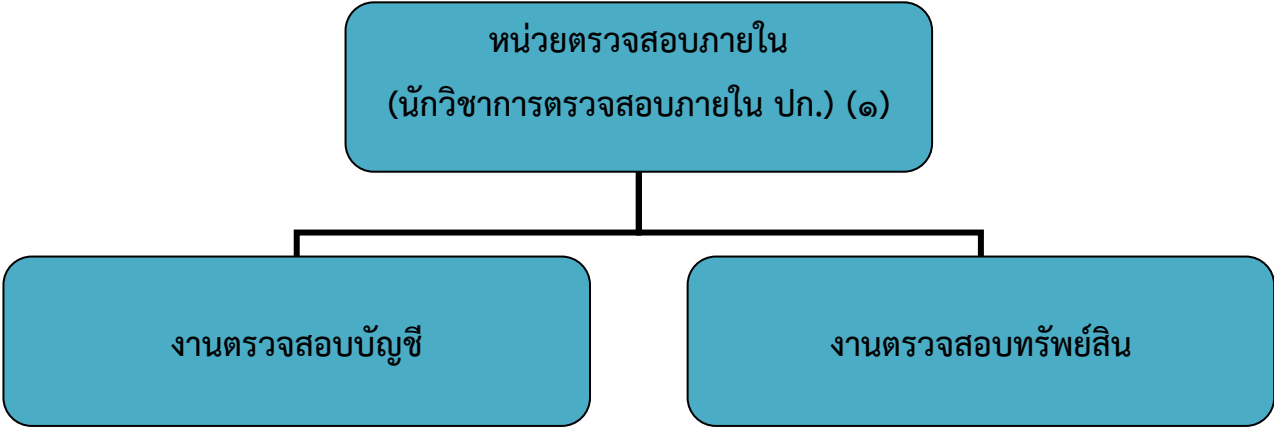 หน่วยตรวจสอบภายใน
(นักวิชาการตรวจสอบภายใน ปก.) (๑)
งานตรวจสอบบัญชี
งานตรวจสอบทรัพย์สิน